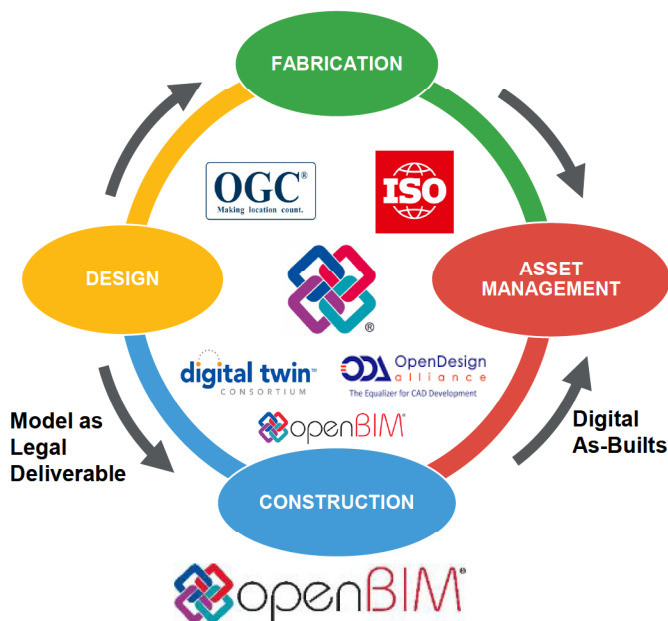 FABRICATION
OGC®
Making location count.
ISO
DESIGN
ASSET
MANAGEMENT
®
digital twin™
CONSORTIUM
ODA OpenDesign
alliance
The Equalizer for CAD Development
openBIM®
Model as
Legal
Deliverable
Digital
As-Builts
CONSTRUCTION
openBIM®